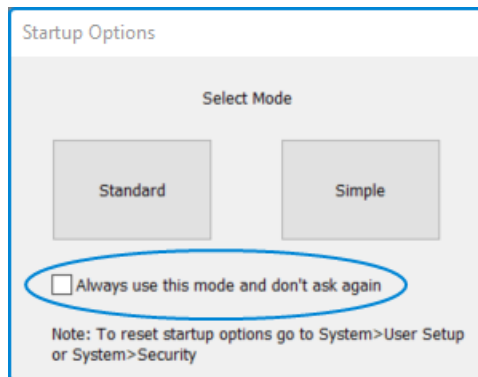 Startup Options
Select Mode
Standard
Simple
Always use this mode and don't ask again
Note: To reset startup options go to System>User Setup
or System>Security